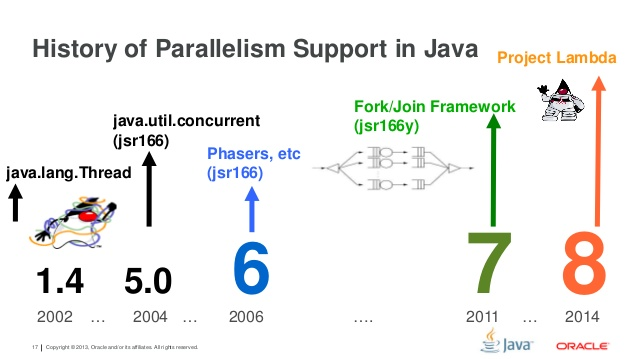 History of Parallelism Support in Java
Project Lambda
Fork/Join Framework
(jsr166y)
java.util.concurrent
(jsr166)
Phasers, etc
(jsr166)
java.lang.Thread
1.4 5.0 6 7 8
2002 … 2004 … 2006 …. 2011 … 2014
17 Copyright © 2013, Oracle and/or its affiliates. All rights reserved.
Java
ORACLE